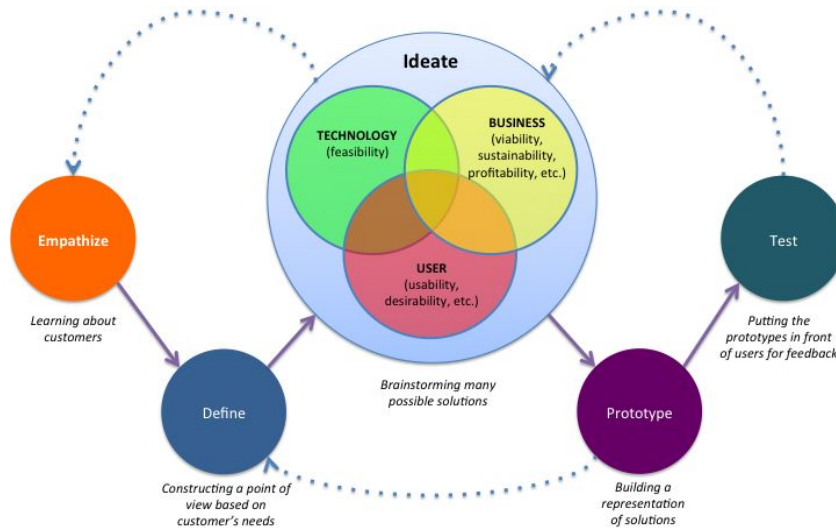 Ideate
TECHNOLOGY
(feasibility)
BUSINESS
(viability,
sustainability,
profitability, etc.)
USER
(usability,
desirability, etc.)
Empathize
Learning about
customers
Define
Constructing a point of
view based on
customer's needs
Brainstorming many
possible solutions
Prototype
Building a
representation
of solutions
Test
Putting the
prototypes in front
of users for feedback